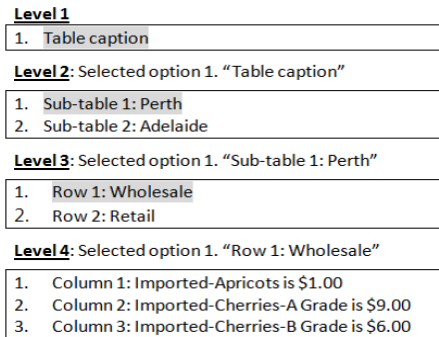 Level 1
1. Table caption
Level 2: Selected option 1. “Table caption”
1. Sub-table 1: Perth
2. Sub-table 2: Adelaide
Level 3: Selected option 1. “Sub-table 1: Perth”
1. Row 1: Wholesale
2. Row 2: Retail
Level 4: Selected option 1. “Row 1: Wholesale”
1. Column 1: Imported-Apricots is $1.00
2. Column 2: Imported-Cherries-A Grade is $9.00
3. Column 3: Imported-Cherries-B Grade is $6.00